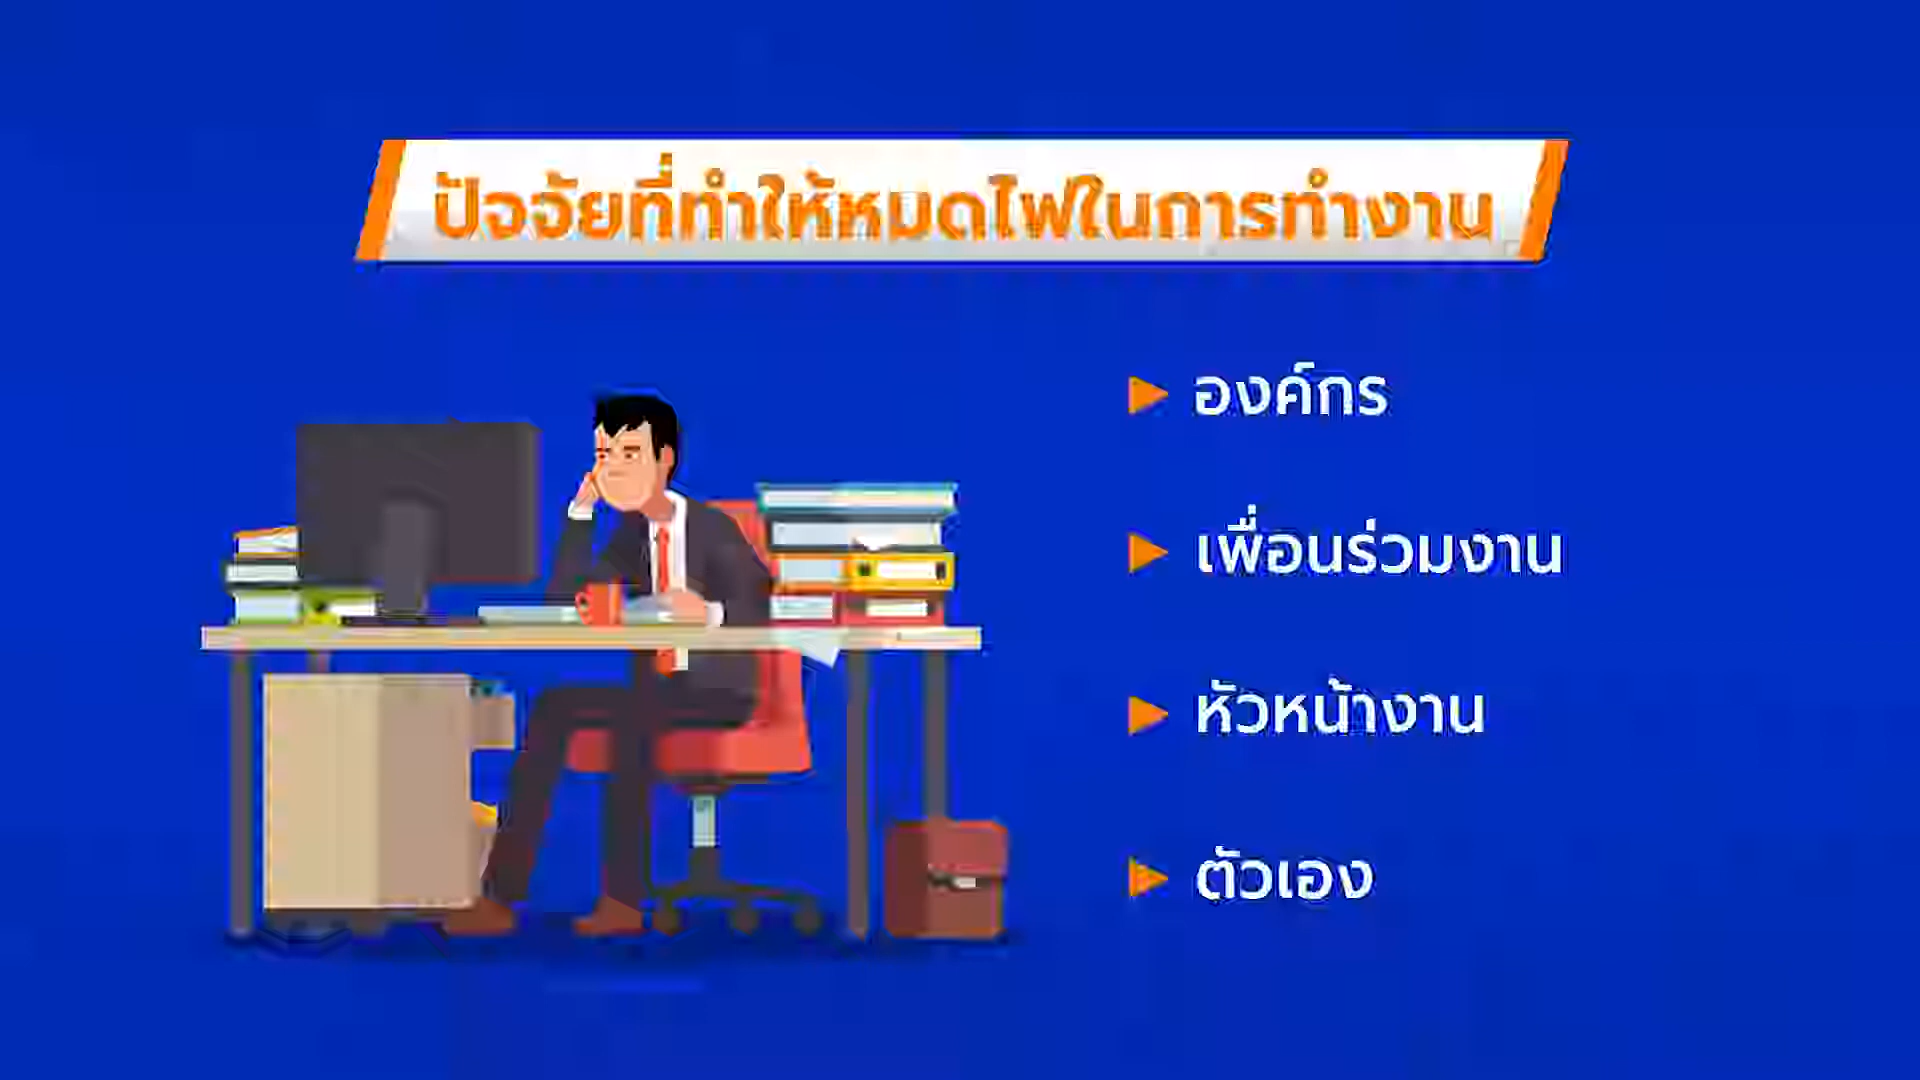 ปัจจัยที่ทำให้หมดไฟในการทำงาน
องค์กร
เพื่อนร่วมงาน
หัวหน้างาน
ตัวเอง